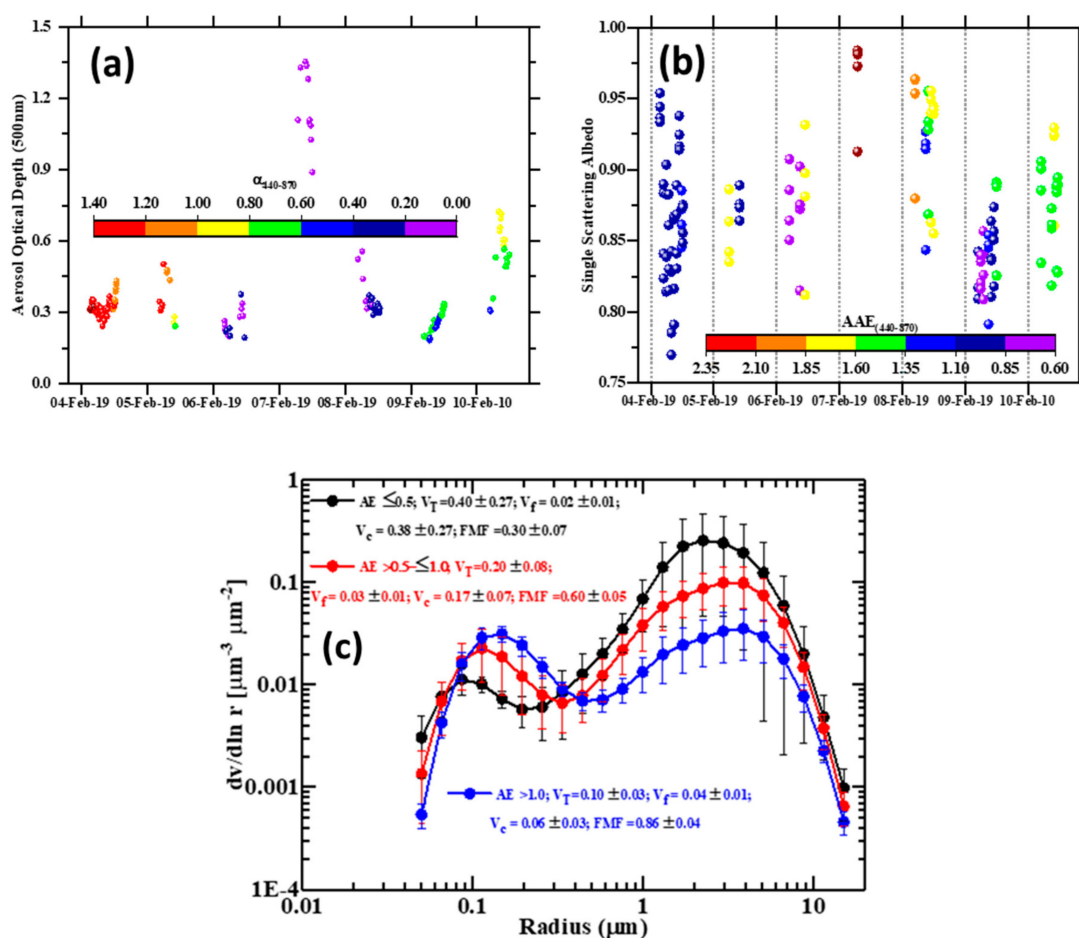 (a)
1.5
1.2
0.9
0.6
0.3
0.0
Aerosol Optical Depth (500nm)
α440-870
1.40 1.20 1.00 0.80 0.60 0.40 0.20 0.00
04-Feb-19 05-Feb-19 06-Feb-19 07-Feb-19 08-Feb-19 09-Feb-19 10-Feb-10
(b)
1.00
0.95
0.90
0.85
0.80
0.75
Single Scattering Albedo
AAE(440-870)
2.35 2.10 1.85 1.60 1.35 1.10 0.85 0.60
04-Feb-19 05-Feb-19 06-Feb-19 07-Feb-19 08-Feb-19 09-Feb-19 10-Feb-10
(c)
1
0.1
0.01
0.001
1E-4
dv/dln r [μm-3 μm-2]
AE ≤0.5; VT=0.40 ±0.27; Vf = 0.02 ±0.01;
Vc = 0.38 ±0.27; FMF =0.30 ±0.07
AE >0.5-≤1.0; VT=0.20 ±0.08;
Vf = 0.03 ±0.01; Vc = 0.17 ±0.07; FMF =0.60 ±0.05
AE >1.0; VT=0.10 ±0.03; Vf = 0.04 ±0.01;
Vc = 0.06 ±0.03; FMF =0.86 ±0.04
0.01 0.1 1 10
Radius (μm)